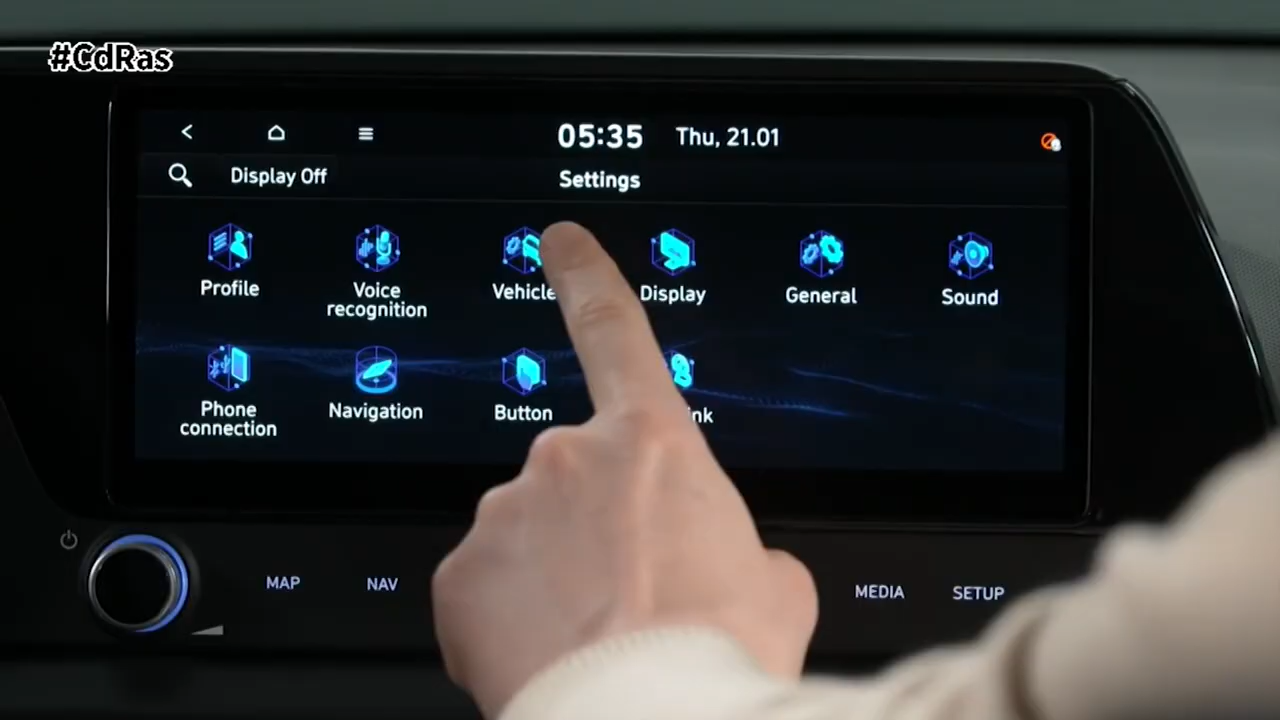 #CdRas
05:35 Thu, 21.01
Display Off
Settings
Profile
Voice
recognition
Vehicle
Display
General
Sound
Phone
connection
Navigation
Button
MAP
NAV
MEDIA
SETUP